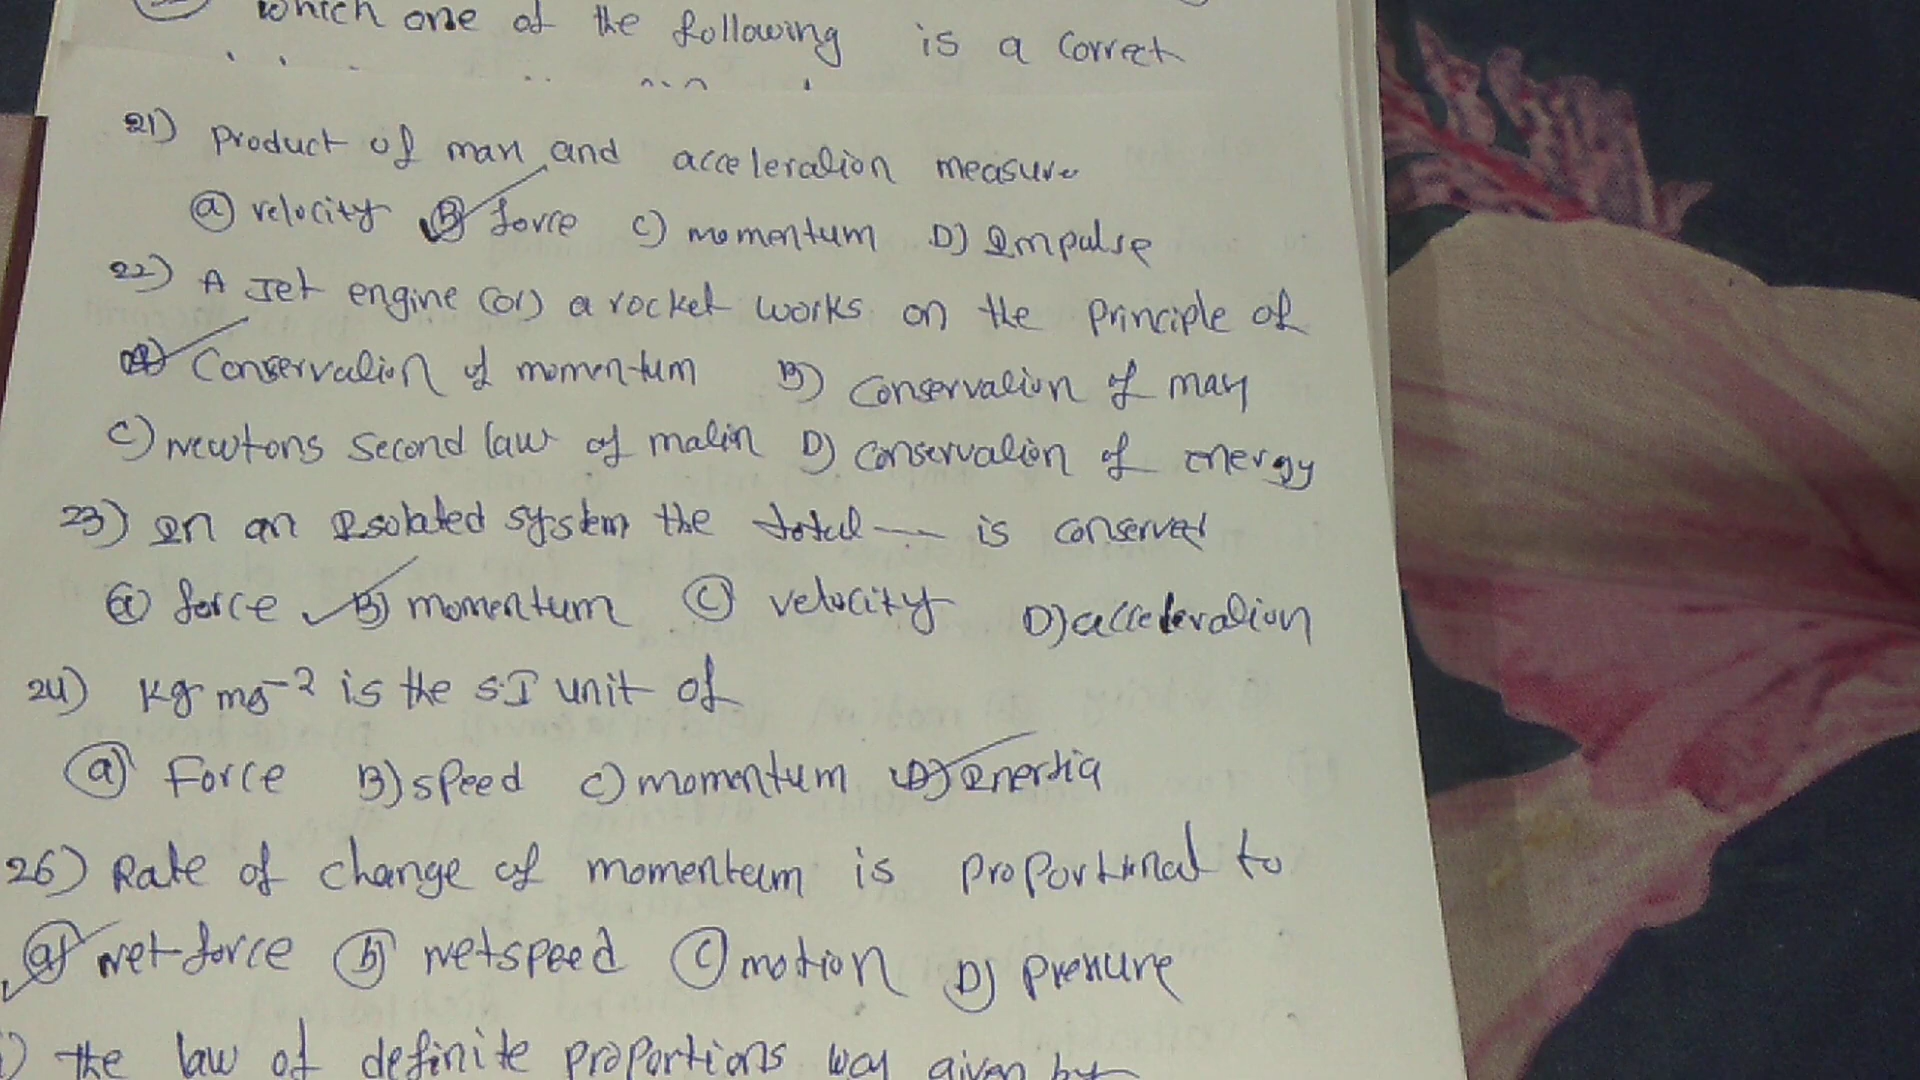 which one of the following is a correct
21) Product of man and acceleration measure
(a) velocity B) force C) momentum D) Impulse
22) A Jet engine (or) a rocket works on the principle of
a) Conservation of momentum B) conservation of mass
C) Newtons Second law of D) conservation of energy
23) In an Isolated system the total — is conserved
(a) force B) momentum (C) velocity D) acceleration
24) Kg ms-2 is the S.I unit of
(a) Force B) speed C) momentum D) Inertia
26) Rate of change of momentum is proportional to
(a) net force (b) netspeed (C) motion D) pressure
the law of definite proportions was given by